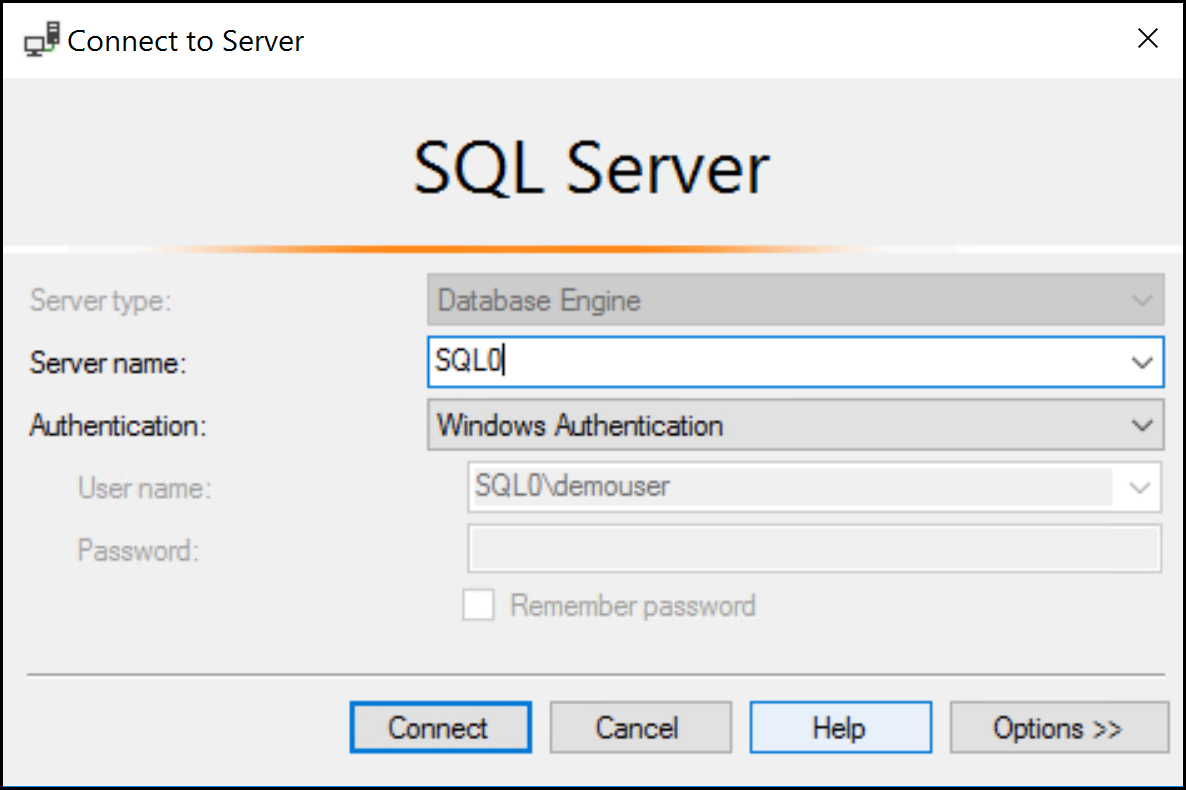 Connect to Server
SQL Server
Server type: Database Engine
Server name: SQL0
Authentication: Windows Authentication
User name: SQL0\demouser
Password:
Remember password
Connect Cancel Help Options >>